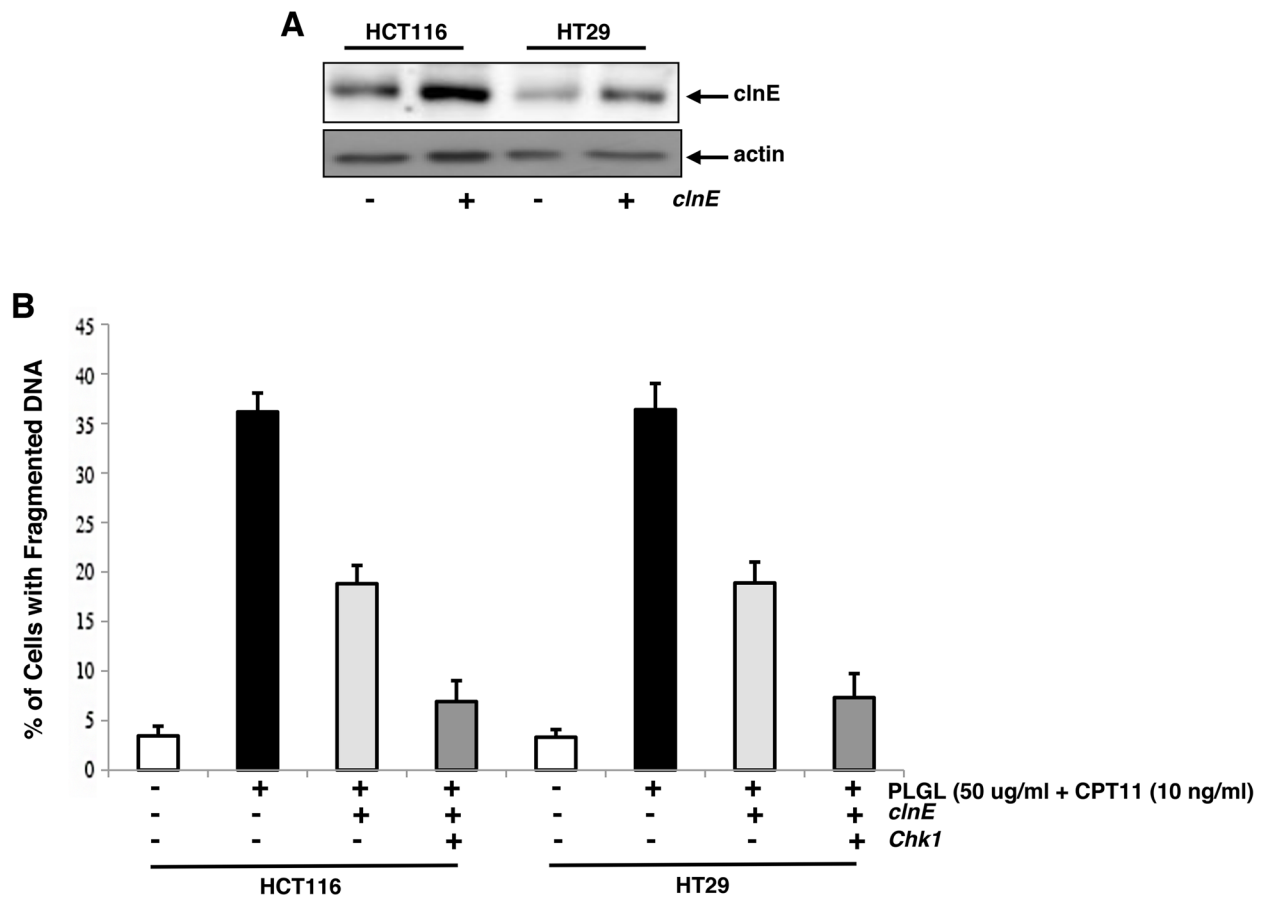 A
HCT116 HT29
clnE
actin
- + - + clnE
B
% of Cells with Fragmented DNA
45
40
35
30
25
20
15
10
5
0
- + + + - + + + PLGL (50 ug/ml + CPT11 (10 ng/ml)
- - + + - - + + clnE
- - - + - - - + Chk1
HCT116 HT29